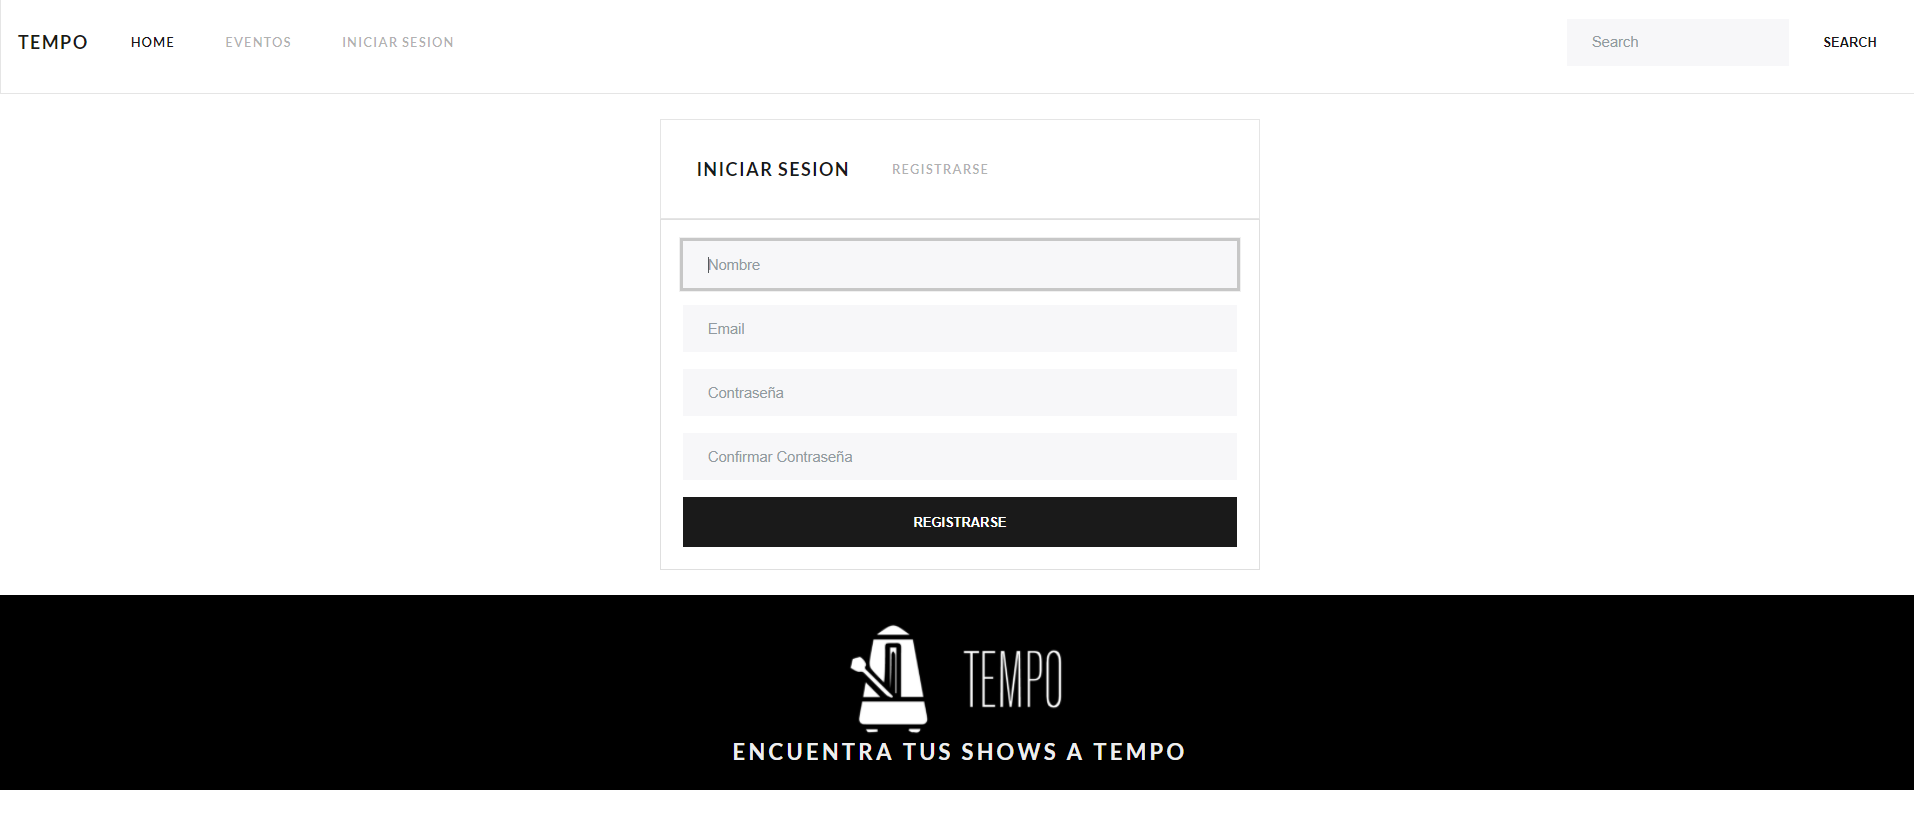 TEMPO HOME EVENTOS INICIAR SESION Search SEARCH
INICIAR SESION REGISTRARSE
Nombre
Email
Contraseña
Confirmar Contraseña
REGISTRARSE
TEMPO
ENCUENTRA TUS SHOWS A TEMPO